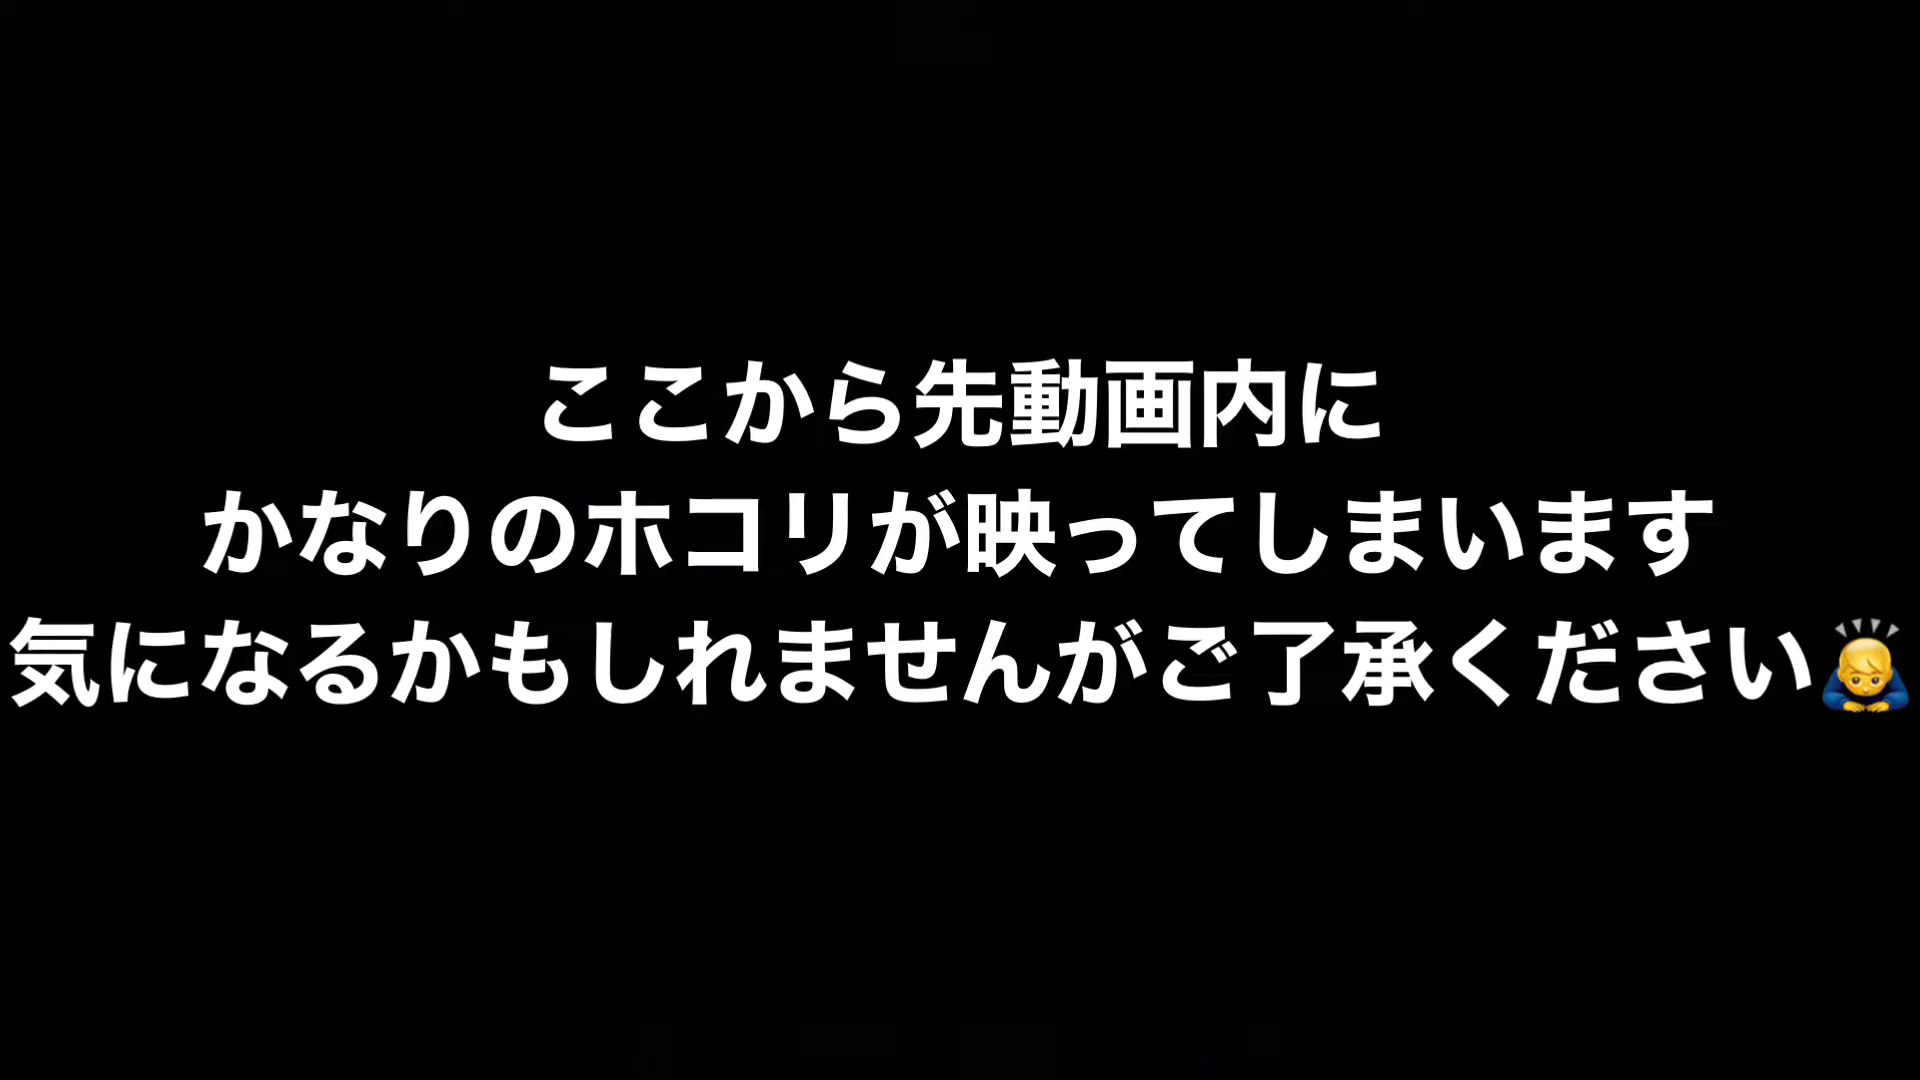 ここから先動画内に
かなりのホコリが映ってしまいます
気になるかもしれませんがご了承ください🙇